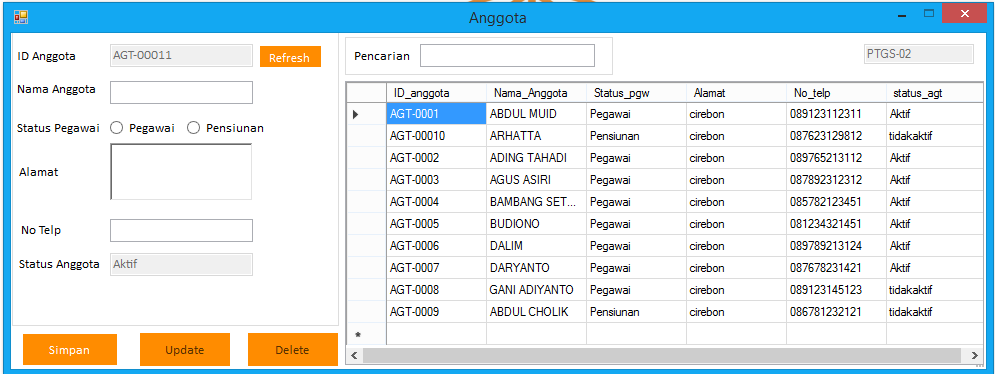 Anggota
ID Anggota AGT-00011 Refresh
Nama Anggota
Status Pegawai Pegawai Pensiunan
Alamat
No Telp
Status Anggota Aktif
Simpan Update Delete
Pencarian PTGS-02
ID_anggota Nama_Anggota Status_pgw Alamat No_telp status_agt
AGT-0001 ABDUL MUID Pegawai cirebon 089123112311 Aktif
AGT-00010 ARHATTA Pensiunan cirebon 087623129812 tidakaktif
AGT-0002 ADING TAHADI Pegawai cirebon 089765213112 Aktif
AGT-0003 AGUS ASIRI Pegawai cirebon 087892312312 Aktif
AGT-0004 BAMBANG SET... Pegawai cirebon 085782123451 Aktif
AGT-0005 BUDIONO Pegawai cirebon 081234321451 Aktif
AGT-0006 DALIM Pegawai cirebon 089789213124 Aktif
AGT-0007 DARYANTO Pegawai cirebon 087678231421 Aktif
AGT-0008 GANI ADIYANTO Pegawai cirebon 089123145123 tidakaktif
AGT-0009 ABDUL CHOLIK Pensiunan cirebon 086781232121 tidakaktif